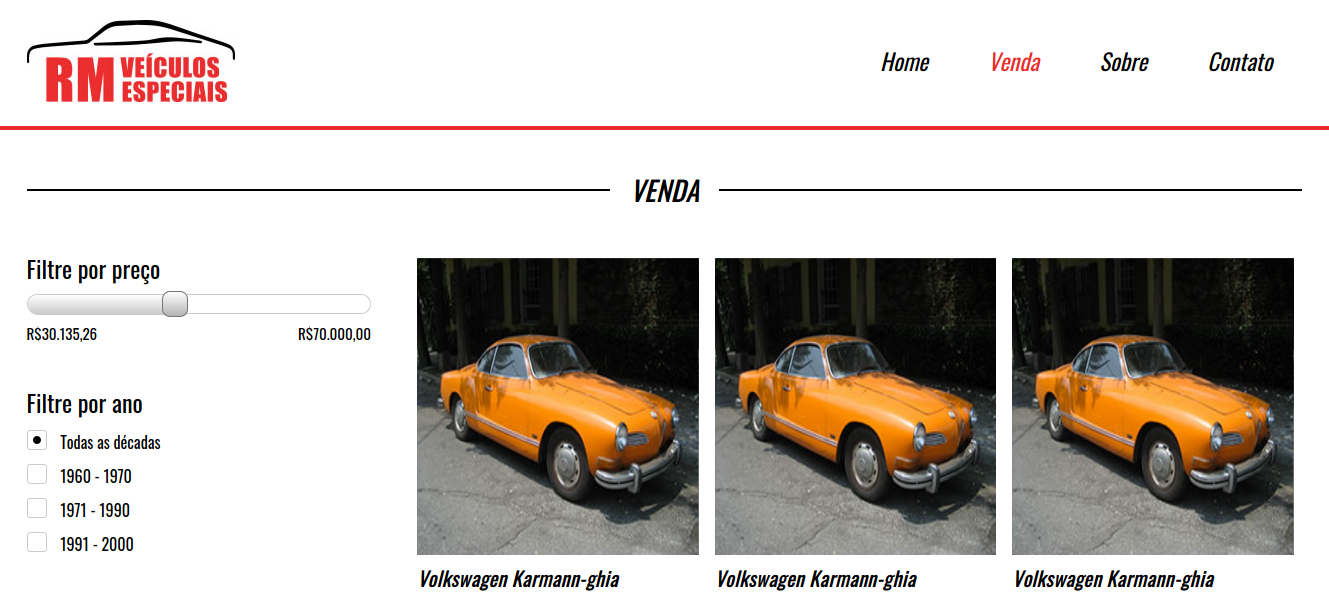 RM VEÍCULOS
ESPECIAIS
Home Venda Sobre Contato
VENDA
Filtre por preço
R$30.135,26 R$70.000,00
Filtre por ano
Todas as décadas
1960 - 1970
1971 - 1990
1991 - 2000
Volkswagen Karmann-ghia Volkswagen Karmann-ghia Volkswagen Karmann-ghia